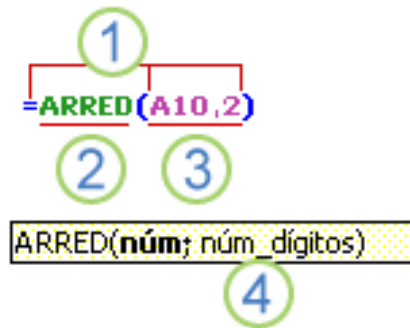 1
=ARRED(A10,2)
2 3
ARRED(núm; núm_dígitos)
4